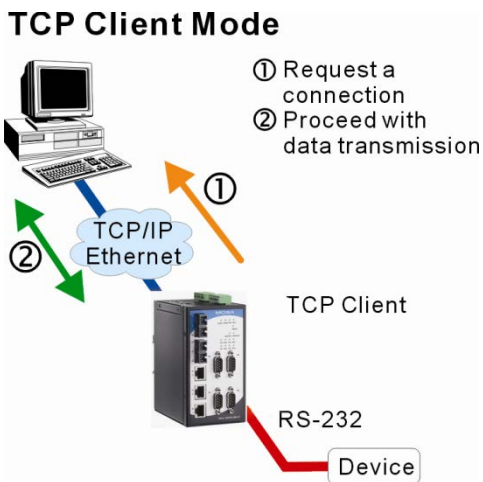 TCP Client Mode
① Request a
connection
② Proceed with
data transmission
①
TCP/IP
Ethernet
②
TCP Client
MOXA
RS-232
Device